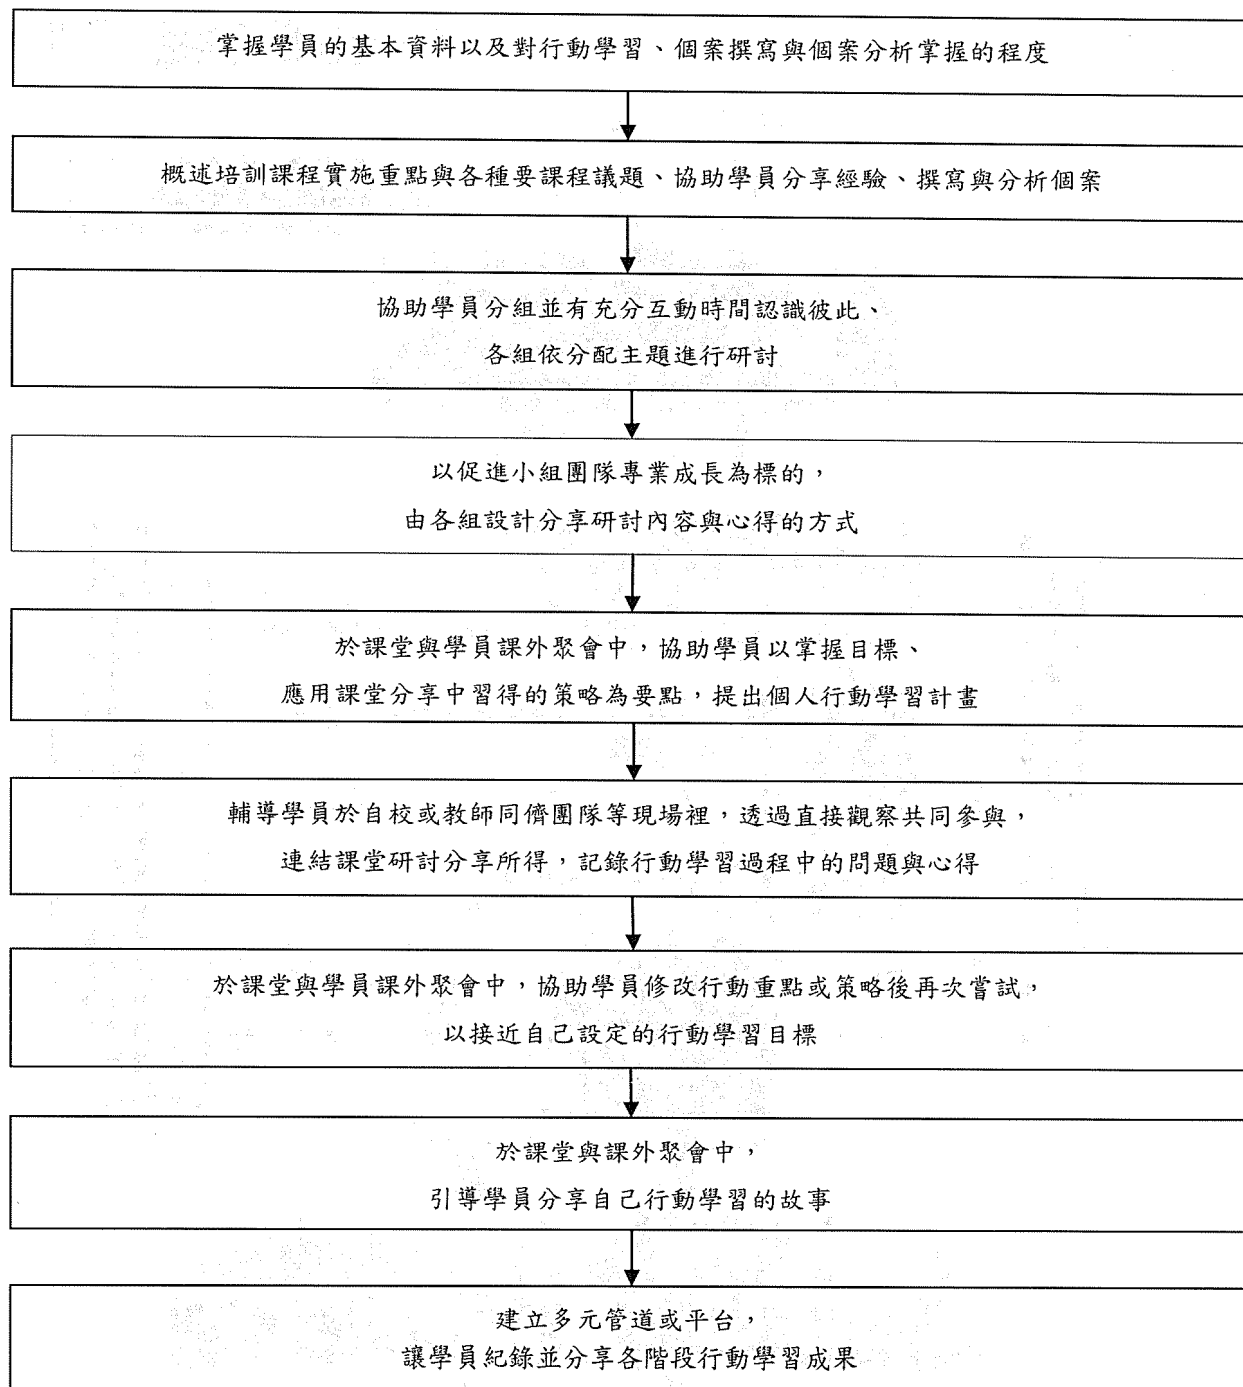 掌握學員的基本資料以及對行動學習、個案撰寫與個案分析掌握的程度
概述培訓課程實施重點與各種要課程議題、協助學員分享經驗、撰寫與分析個案
協助學員分組並有充分互動時間認識彼此、
各組依分配主題進行研討
以促進小組團隊專業成長為標的，
由各組設計分享研討內容與心得的方式
於課堂與學員課外聚會中，協助學員以掌握目標、
應用課堂分享中習得的策略為要點，提出個人行動學習計畫
輔導學員於自校或教師同儕團隊等現場裡，透過直接觀察共同參與，
連結課堂研討分享所得，記錄行動學習過程中的問題與心得
於課堂與學員課外聚會中，協助學員修改行動重點或策略後再次嘗試，
以接近自己設定的行動學習目標
於課堂與課外聚會中，
引導學員分享自己行動學習的故事
建立多元管道或平台，
讓學員紀錄並分享各階段行動學習成果